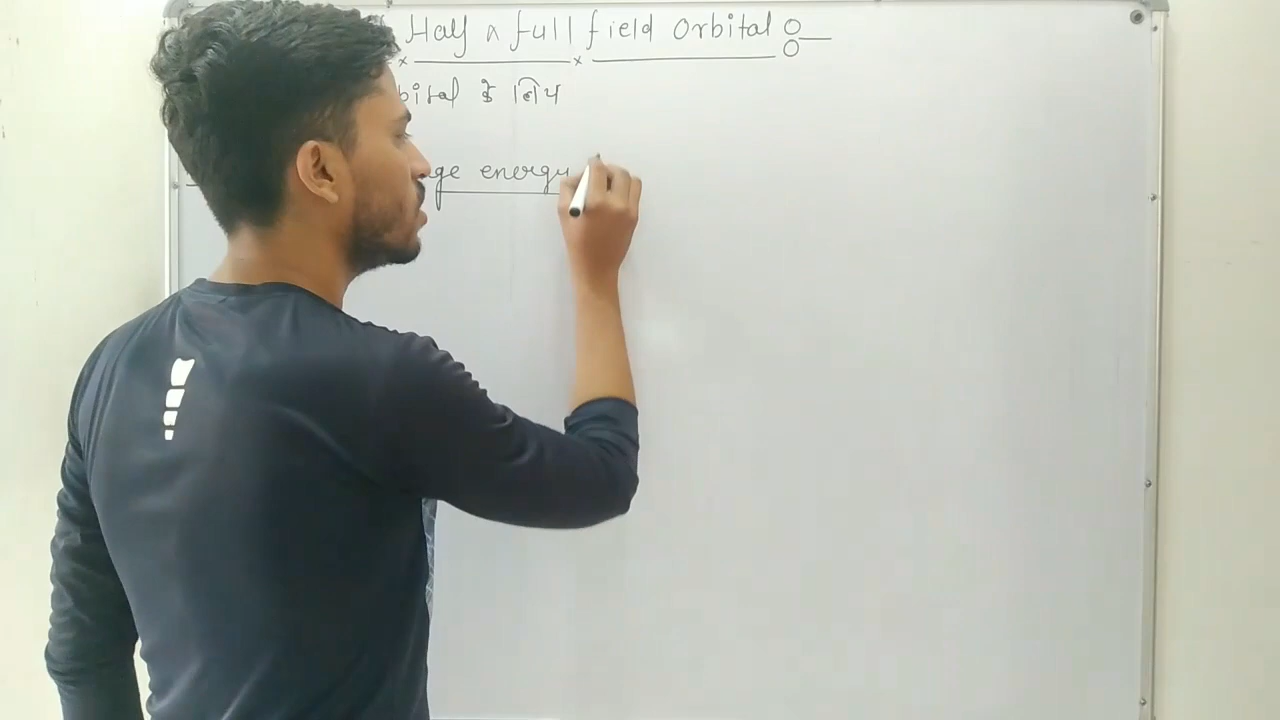 Half n full field Orbital
bital के लिए
ge energy